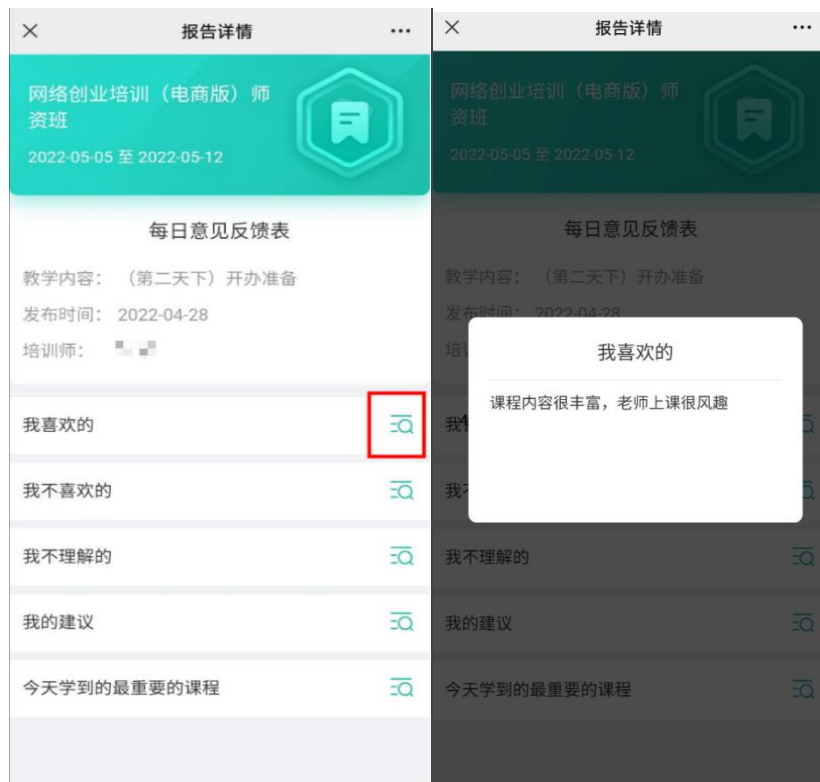 报告详情
网络创业培训（电商版）师
资班
2022-05-05 至 2022-05-12
每日意见反馈表
教学内容： （第二天下）开办准备
发布时间： 2022-04-28
培训师：
我喜欢的
我不喜欢的
我不理解的
我的建议
今天学到的最重要的课程
报告详情
网络创业培训（电商版）师
资班
2022-05-05 至 2022-05-12
每日意见反馈表
教学内容： （第二天下）开办准备
发布时间： 2022-04-28
我喜欢的
课程内容很丰富，老师上课很风趣
我不理解的
我的建议
今天学到的最重要的课程